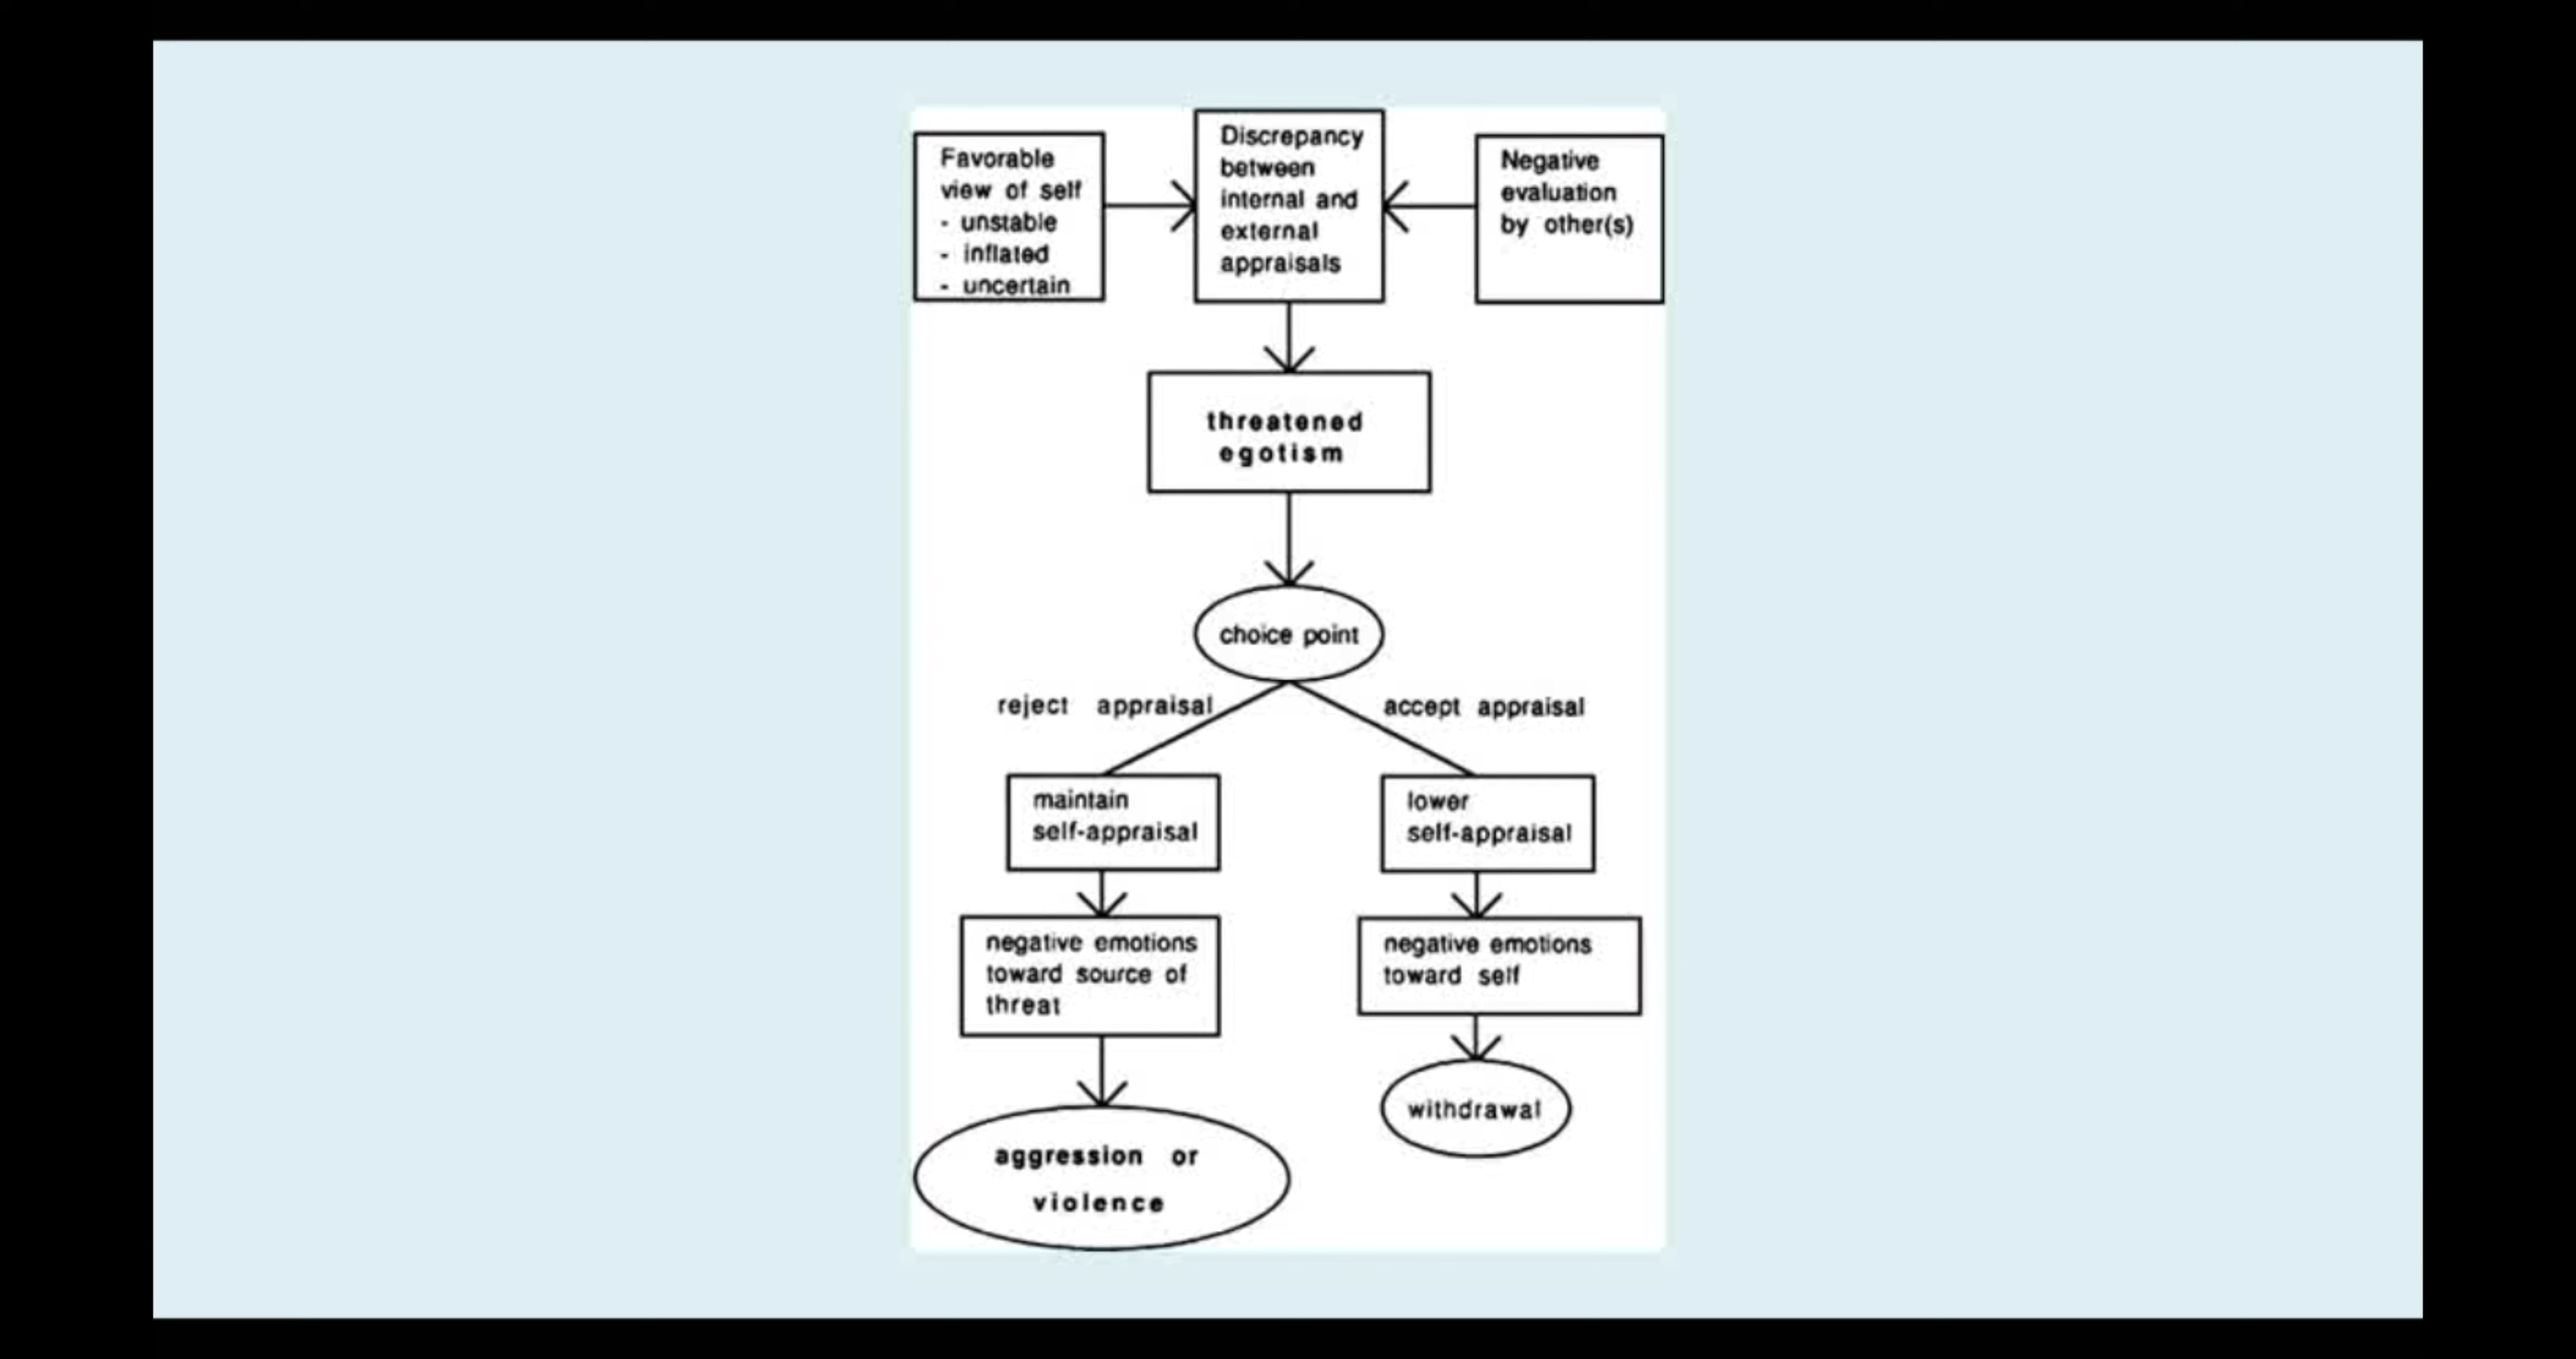 Favorable
view of self
- unstable
- inflated
- uncertain
Discrepancy
between
internal and
external
appraisals
Negative
evaluation
by other(s)
threatened
egotism
choice point
reject appraisal
accept appraisal
maintain
self-appraisal
lower
self-appraisal
negative emotions
toward source of
threat
negative emotions
toward self
aggression or
violence
withdrawal